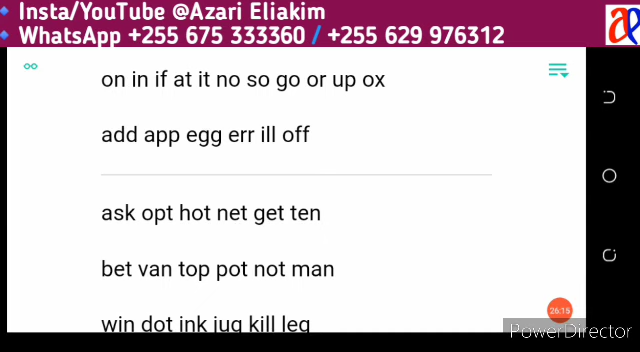 Insta/YouTube @Azari Eliakim
WhatsApp +255 675 333360 / +255 629 976312
on in if at it no so go or up ox
add app egg err ill off
ask opt hot net get ten
bet van top pot not man
win dot ink jug kill leg
26:15
PowerDirector